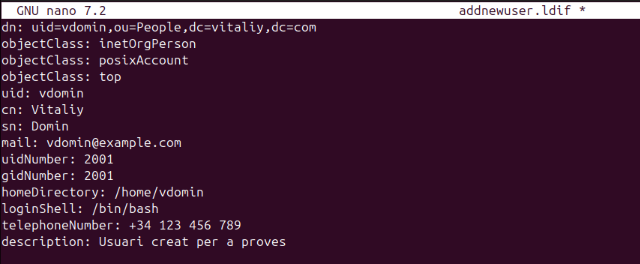 GNU nano 7.2 addnewuser.ldif *
dn: uid=vdomin,ou=People,dc=vitaliy,dc=com
objectClass: inetOrgPerson
objectClass: posixAccount
objectClass: top
uid: vdomin
cn: Vitaliy
sn: Domin
mail: vdomin@example.com
uidNumber: 2001
gidNumber: 2001
homeDirectory: /home/vdomin
loginShell: /bin/bash
telephoneNumber: +34 123 456 789
description: Usuari creat per a proves